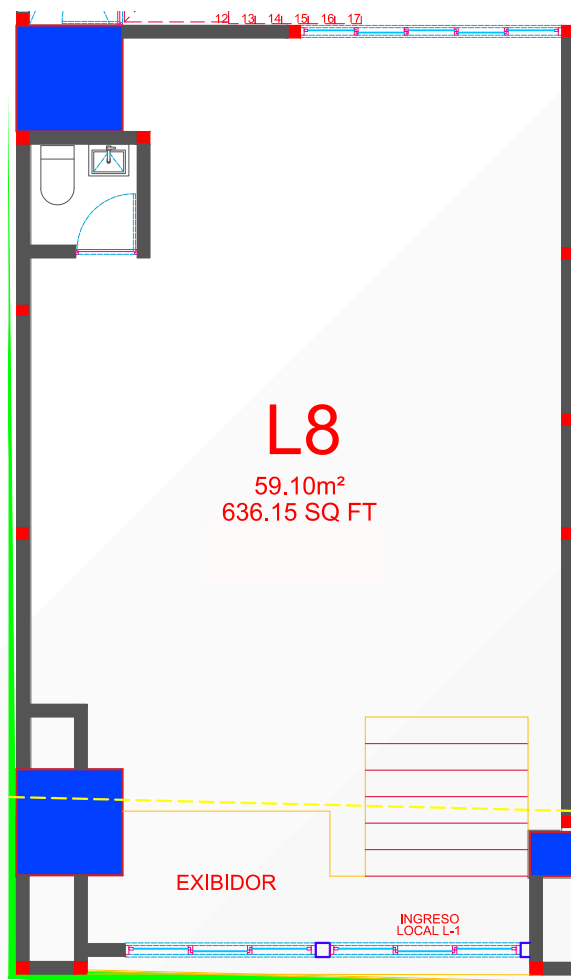 12 13 14 15 16 17
L8
59.10m²
636.15 SQ FT
EXIBIDOR
INGRESO
LOCAL L-1